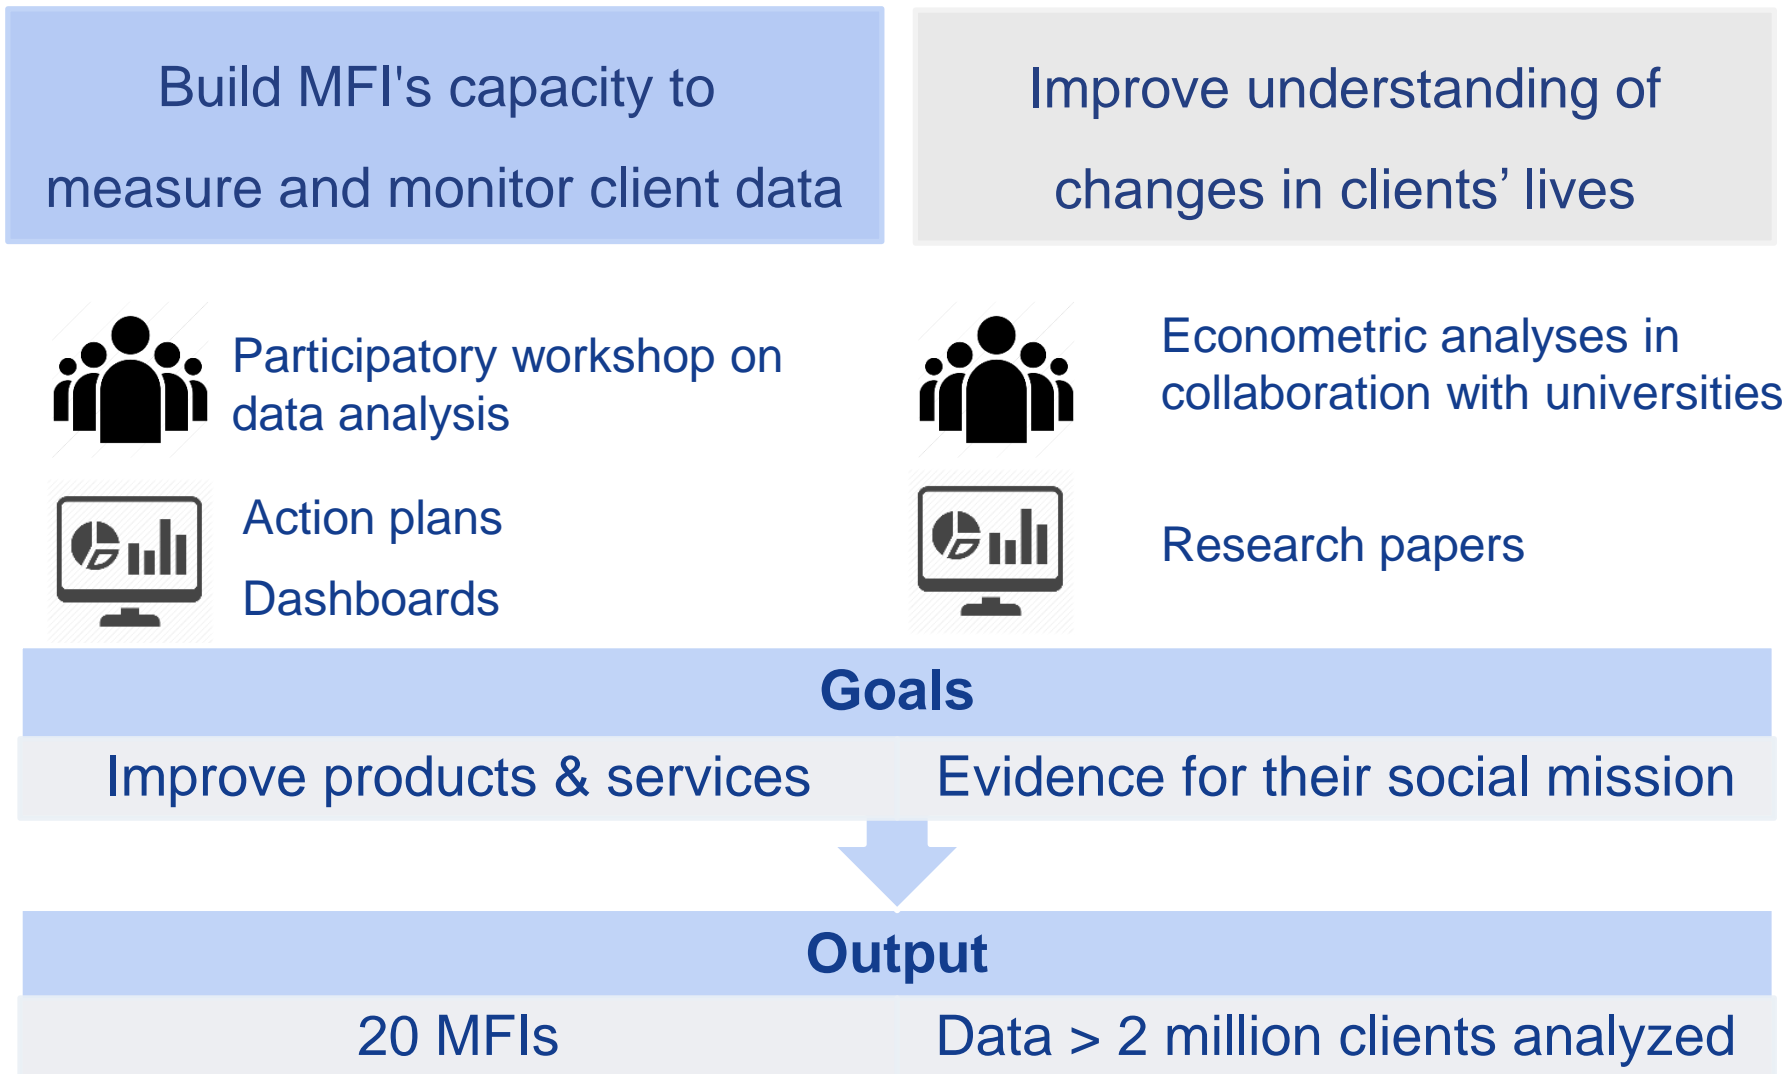 Build MFI's capacity to
measure and monitor client data
Improve understanding of
changes in clients’ lives
Participatory workshop on
data analysis
Action plans
Dashboards
Econometric analyses in
collaboration with universities
Research papers
Goals
Improve products & services
Evidence for their social mission
Output
20 MFIs
Data > 2 million clients analyzed